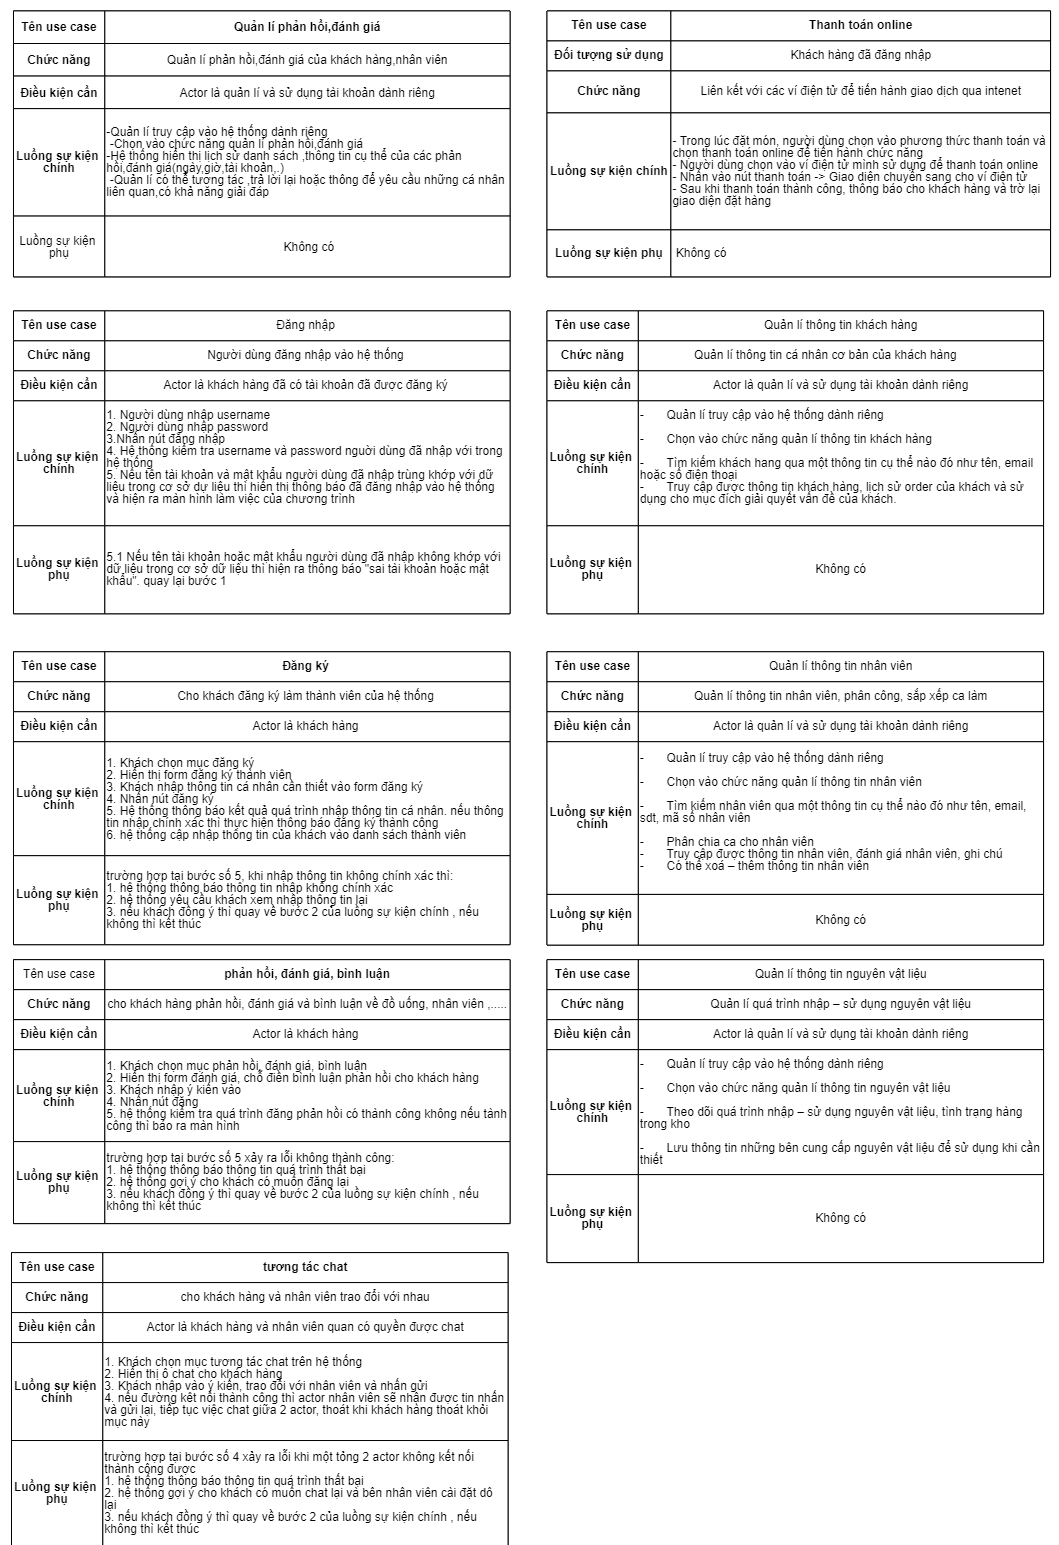 Tên use case
Quản lí phản hồi,đánh giá
Chức năng
Quản lí phản hồi,đánh giá của khách hàng,nhân viên
Điều kiện cần
Actor là quản lí và sử dụng tài khoản dành riêng
Luồng sự kiện
chính
-Quản lí truy cập vào hệ thống dành riêng
-Chọn vào chức năng quản lí phản hồi,đánh giá
-Hệ thống hiển thị lịch sử danh sách ,thông tin cụ thể của các phản
hồi,đánh giá(ngày,giờ,tài khoản,.)
-Quản lí có thể tương tác ,trả lời lại hoặc thông để yêu cầu những cá nhân
liên quan,có khả năng giải đáp
Luồng sự kiện
phụ
Không có
Tên use case
Thanh toán online
Đối tượng sử dụng
Khách hàng đã đăng nhập
Chức năng
Liên kết với các ví điện tử để tiến hành giao dịch qua intenet
Luồng sự kiện chính
- Trong lúc đặt món, người dùng chọn vào phương thức thanh toán và
chọn thanh toán online để tiến hành chức năng
- Người dùng chọn vào ví điện tử mình sử dụng để thanh toán online
- Nhấn vào nút thanh toán -> Giao diện chuyển sang cho ví điện tử
- Sau khi thanh toán thành công, thông báo cho khách hàng và trờ lại
giao diện đặt hàng
Luồng sự kiện phụ
Không có
Tên use case
Đăng nhập
Chức năng
Người dùng đăng nhập vào hệ thống
Điều kiện cần
Actor là khách hàng đã có tài khoản đã được đăng ký
Luồng sự kiện
chính
1. Người dùng nhập username
2. Người dùng nhập password
3.Nhấn nút đăng nhập
4. Hệ thống kiểm tra username và password nguời dùng đã nhập với trong
hệ thống
5. Nếu tên tài khoản và mật khẩu người dùng đã nhập trùng khớp với dữ
liệu trong cơ sở dự liệu thì hiển thị thông báo đã đăng nhập vào hệ thống
và hiện ra màn hình làm việc của chương trình
Luồng sự kiện
phụ
5.1 Nếu tên tài khoản hoặc mật khẩu người dùng đã nhập không khớp với
dữ liệu trong cơ sở dữ liệu thì hiện ra thông báo "sai tài khoản hoặc mật
khẩu". quay lại bước 1
Tên use case
Quản lí thông tin khách hàng
Chức năng
Quản lí thông tin cá nhân cơ bản của khách hàng
Điều kiện cần
Actor là quản lí và sử dụng tài khoản dành riêng
Luồng sự kiện
chính
- Quản lí truy cập vào hệ thống dành riêng
- Chọn vào chức năng quản lí thông tin khách hàng
- Tìm kiếm khách hang qua một thông tin cụ thể nào đó như tên, email
hoặc số điện thoại
- Truy cập được thông tin khách hàng, lịch sử order của khách và sử
dụng cho mục đích giải quyết vấn đề của khách.
Luồng sự kiện
phụ
Không có
Tên use case
Đăng ký
Chức năng
Cho khách đăng ký làm thành viên của hệ thống
Điều kiện cần
Actor là khách hàng
Luồng sự kiện
chính
1. Khách chọn mục đăng ký
2. Hiển thị form đăng ký thành viên
3. Khách nhập thông tin cá nhân cần thiết vào form đăng ký
4. Nhấn nút đăng ký
5. Hệ thống thông báo kết quả quá trình nhập thông tin cá nhân. nếu thông
tin nhập chính xác thì thực hiện thông báo đăng ký thành công
6. hệ thống cập nhập thống tin của khách vào danh sách thành viên
Luồng sự kiện
phụ
trường hợp tại bước số 5, khi nhập thông tin không chính xác thì:
1. hệ thống thông báo thông tin nhập không chính xác
2. hệ thống yêu cầu khách xem nhập thông tin lại
3. nếu khách đồng ý thì quay về bước 2 của luồng sự kiện chính , nếu
không thì kết thúc
Tên use case
Quản lí thông tin nhân viên
Chức năng
Quản lí thông tin nhân viên, phân công, sắp xếp ca làm
Điều kiện cần
Actor là quản lí và sử dụng tài khoản dành riêng
Luồng sự kiện
chính
- Quản lí truy cập vào hệ thống dành riêng
- Chọn vào chức năng quản lí thông tin nhân viên
- Tìm kiếm nhân viên qua một thông tin cụ thể nào đó như tên, email,
sdt, mã số nhân viên
- Phân chia ca cho nhân viên
- Truy cập được thông tin nhân viên, đánh giá nhân viên, ghi chú
- Có thể xoá – thêm thông tin nhân viên
Luồng sự kiện
phụ
Không có
Tên use case
phản hồi, đánh giá, bình luận
Chức năng
cho khách hàng phản hồi, đánh giá và bình luận về đồ uống, nhân viên ,.....
Điều kiện cần
Actor là khách hàng
Luồng sự kiện
chính
1. Khách chọn mục phản hồi, đánh giá, bình luận
2. Hiển thị form đánh giá, chỗ điền bình luận phản hồi cho khách hàng
3. Khách nhập ý kiến vào
4. Nhấn nút đăng
5. hệ thống kiểm tra quá trình đăng phản hồi có thành công không nếu tành
công thì báo ra màn hình
Luồng sự kiện
phụ
trường hợp tại bước số 5 xảy ra lỗi không thành công:
1. hệ thống thông báo thông tin quá trình thất bại
2. hệ thống gợi ý cho khách có muốn đăng lại
3. nếu khách đồng ý thì quay về bước 2 của luồng sự kiện chính , nếu
không thì kết thúc
Tên use case
Quản lí thông tin nguyên vật liệu
Chức năng
Quản lí quá trình nhập – sử dụng nguyên vật liệu
Điều kiện cần
Actor là quản lí và sử dụng tài khoản dành riêng
Luồng sự kiện
chính
- Quản lí truy cập vào hệ thống dành riêng
- Chọn vào chức năng quản lí thông tin nguyên vật liệu
- Theo dõi quá trình nhập – sử dụng nguyên vật liệu, tình trạng hàng
trong kho
- Lưu thông tin những bên cung cấp nguyên vật liệu để sử dụng khi cần
thiết
Luồng sự kiện
phụ
Không có
Tên use case
tương tác chat
Chức năng
cho khách hàng và nhân viên trao đổi với nhau
Điều kiện cần
Actor là khách hàng và nhân viên quan có quyền được chat
Luồng sự kiện
chính
1. Khách chọn mục tương tác chat trên hệ thống
2. Hiển thị ô chat cho khách hàng
3. Khách nhập vào ý kiến, trao đổi với nhân viên và nhấn gửi
4. nếu đường kết nối thành công thì actor nhân viên sẽ nhận được tin nhắn
và gửi lại, tiếp tục việc chat giữa 2 actor, thoát khi khách hàng thoát khỏi
mục này
Luồng sự kiện
phụ
trường hợp tại bước số 4 xảy ra lỗi khi một tỏng 2 actor không kết nối
thành công được
1. hệ thống thông báo thông tin quá trình thất bại
2. hệ thống gợi ý cho khách có muốn chat lại và bên nhân viên cài đặt dô
lại
3. nếu khách đồng ý thì quay về bước 2 của luồng sự kiện chính , nếu
không thì kết thúc